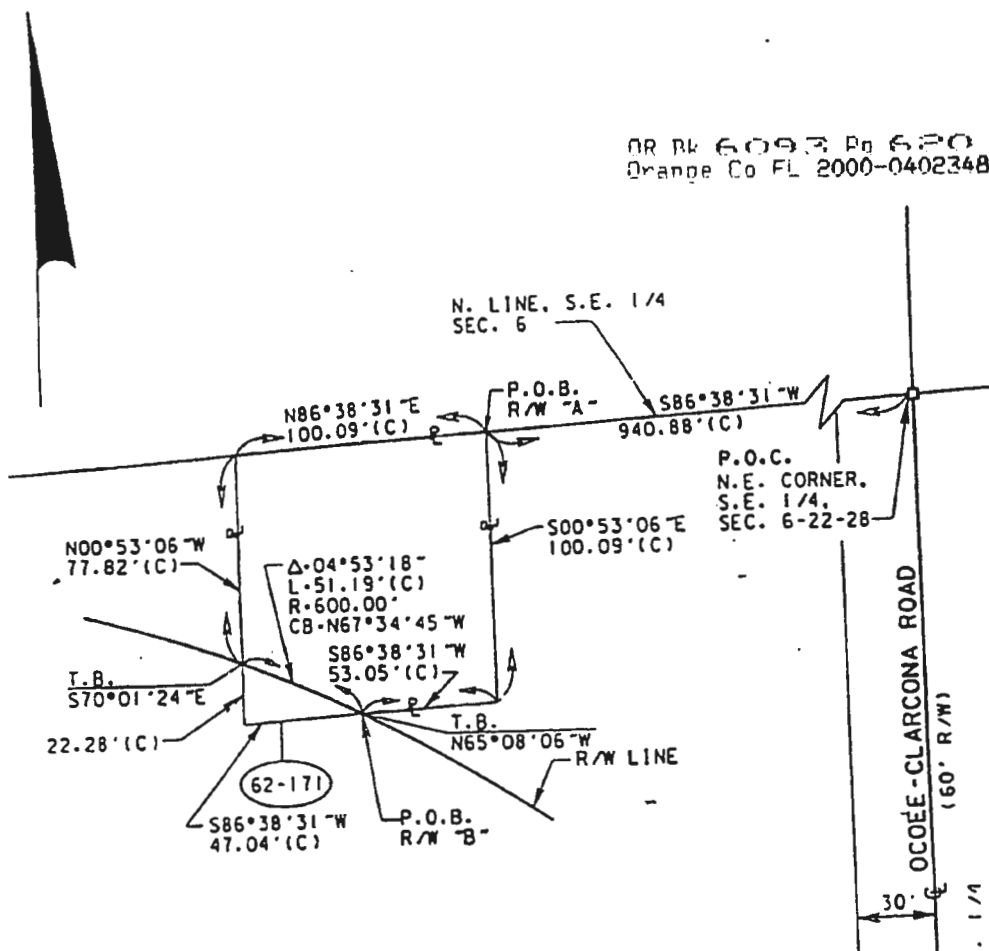 OR Bk 6093 Pg 620
Orange Co FL 2000-0402348
N. LINE, S.E. 1/4
SEC. 6
P.O.B.
R/W "A"
N86°38'31"E
100.09'(C)
S86°38'31"W
940.88'(C)
P.O.C.
N.E. CORNER,
S.E. 1/4,
SEC. 6-22-28
N00°53'06"W
77.82'(C)
S00°53'06"E
100.09'(C)
Δ=04°53'18"
L=51.19'(C)
R=600.00'
CB=N67°34'45"W
S86°38'31"W
53.05'(C)
T.B.
S70°01'24"E
22.28'(C)
T.B.
N65°08'06"W
R/W LINE
62-171
S86°38'31"W
47.04'(C)
P.O.B.
R/W "B"
OCOEE-CLARCONA ROAD
(60' R/W)
30'
1/4